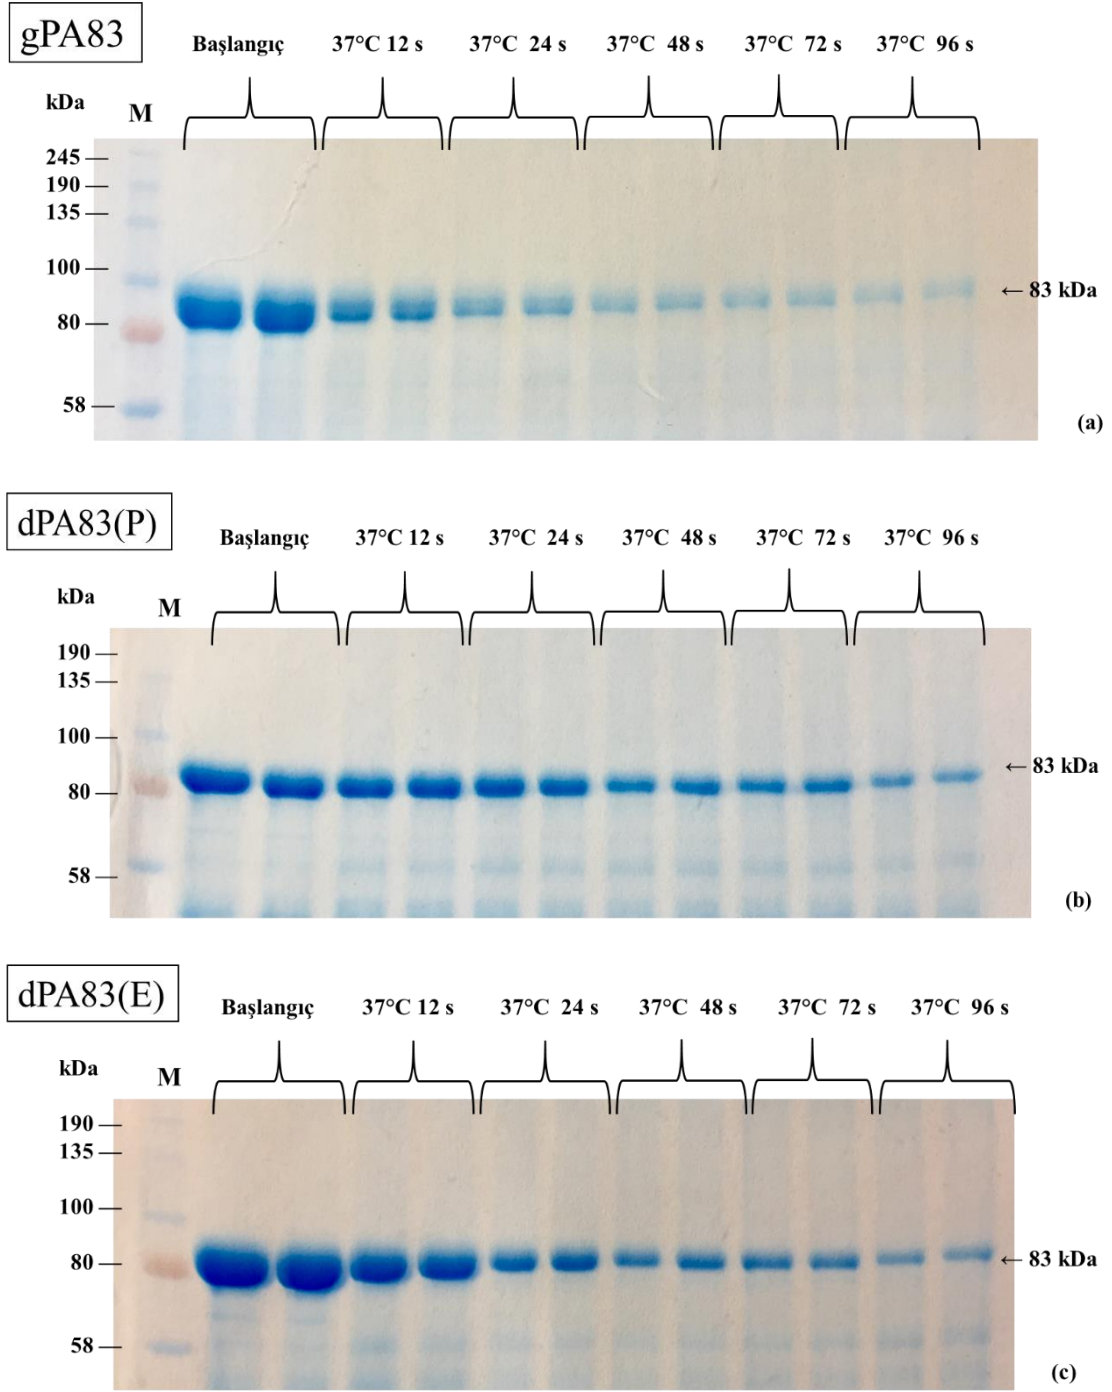 gPA83
Başlangıç 37°C 12 s 37°C 24 s 37°C 48 s 37°C 72 s 37°C 96 s
kDa M
245
190
135
100
← 83 kDa
80
58
(a)
dPA83(P)
Başlangıç 37°C 12 s 37°C 24 s 37°C 48 s 37°C 72 s 37°C 96 s
kDa M
190
135
100
← 83 kDa
80
58
(b)
dPA83(E)
Başlangıç 37°C 12 s 37°C 24 s 37°C 48 s 37°C 72 s 37°C 96 s
kDa M
190
135
100
80 ← 83 kDa
58
(c)